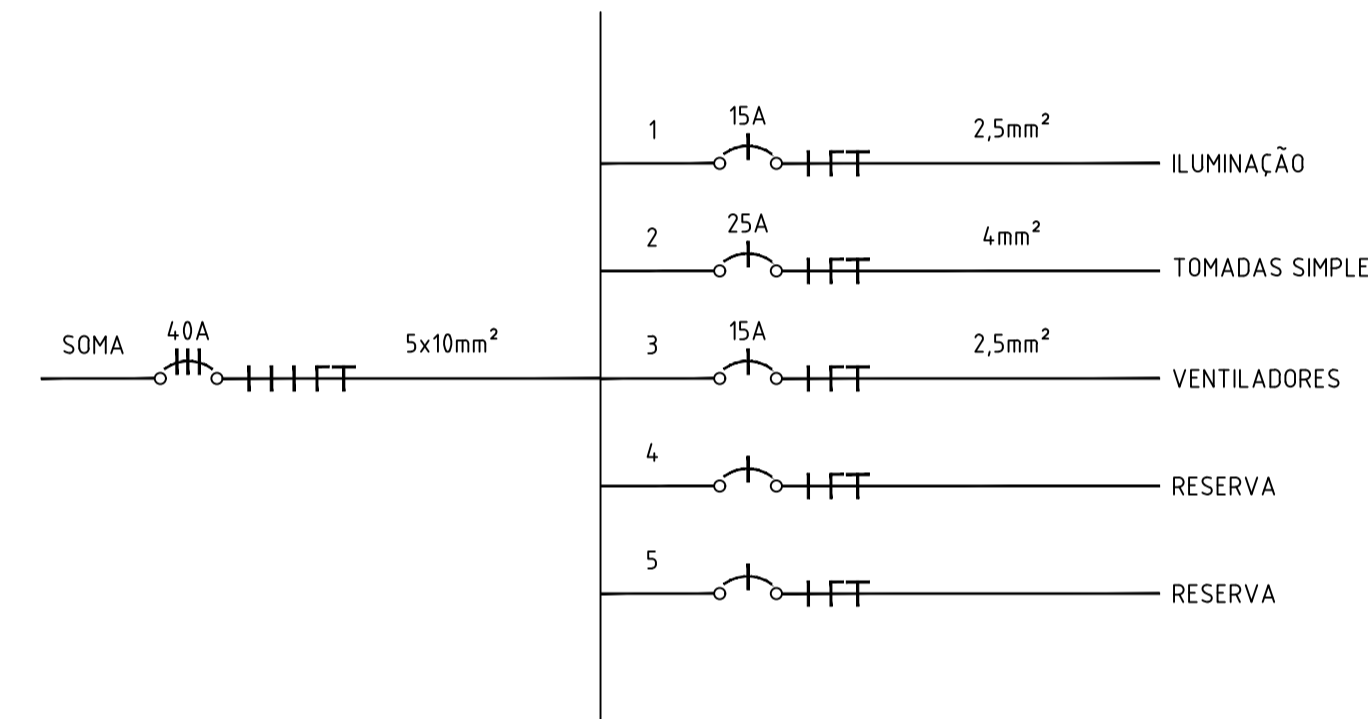 SOMA 40A 5x10mm²
1 15A 2,5mm² ILUMINAÇÃO
2 25A 4mm² TOMADAS SIMPLE
3 15A 2,5mm² VENTILADORES
4 RESERVA
5 RESERVA